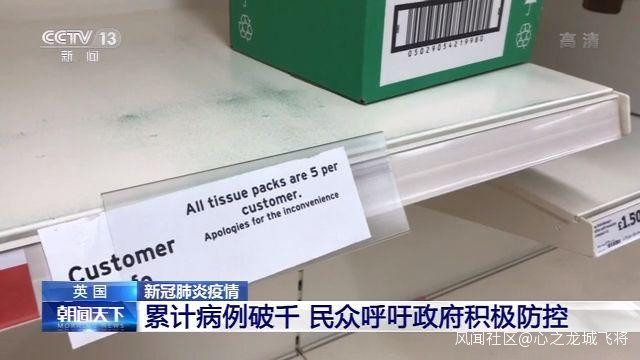 CCTV 13
新闻
高清
05029054219980
All tissue packs are 5 per
customer.
Apologies for the inconvenience
Customer
£1.50
英国
新冠肺炎疫情
朝闻天下
累计病例破千 民众呼吁政府积极防控
风闻社区@心之龙城飞将